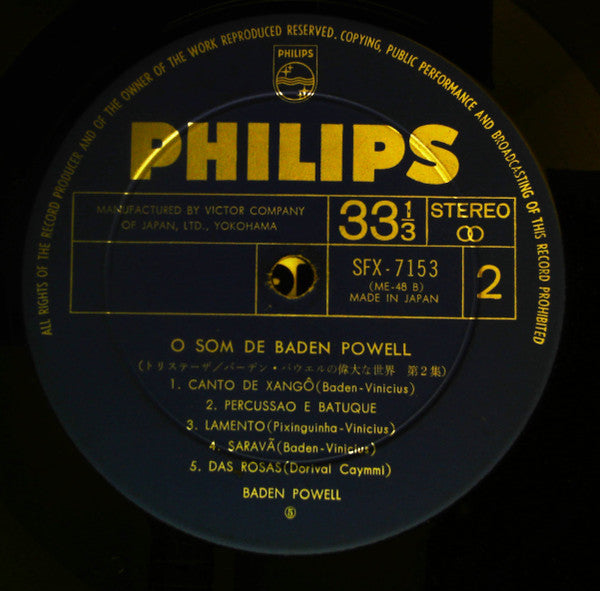 ALL RIGHTS OF THE RECORD PRODUCER AND OF THE OWNER OF THE WORK REPRODUCED RESERVED. COPYING, PUBLIC PERFORMANCE AND BROADCASTING OF THIS RECORD PROHIBITED
PHILIPS
PHILIPS
MANUFACTURED BY VICTOR COMPANY
OF JAPAN, LTD., YOKOHAMA
33 1/3
STEREO
SFX-7153
(ME-48 B)
MADE IN JAPAN
2
O SOM DE BADEN POWELL
(トリステーザ/バーデン・パウエルの偉大な世界 第2集)
1. CANTO DE XANGÔ(Baden-Vinicius)
2. PERCUSSAO E BATUQUE
3. LAMENTO(Pixinguinha-Vinicius)
4. SARAVÃ(Baden-Vinicius)
5. DAS ROSAS(Dorival Caymmi)
BADEN POWELL